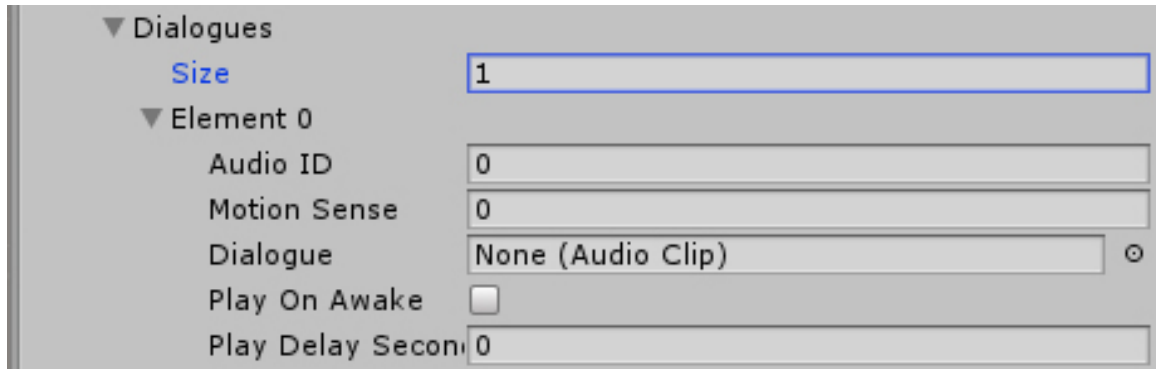 Dialogues
Size 1
Element 0
Audio ID 0
Motion Sense 0
Dialogue None (Audio Clip)
Play On Awake
Play Delay Secon 0